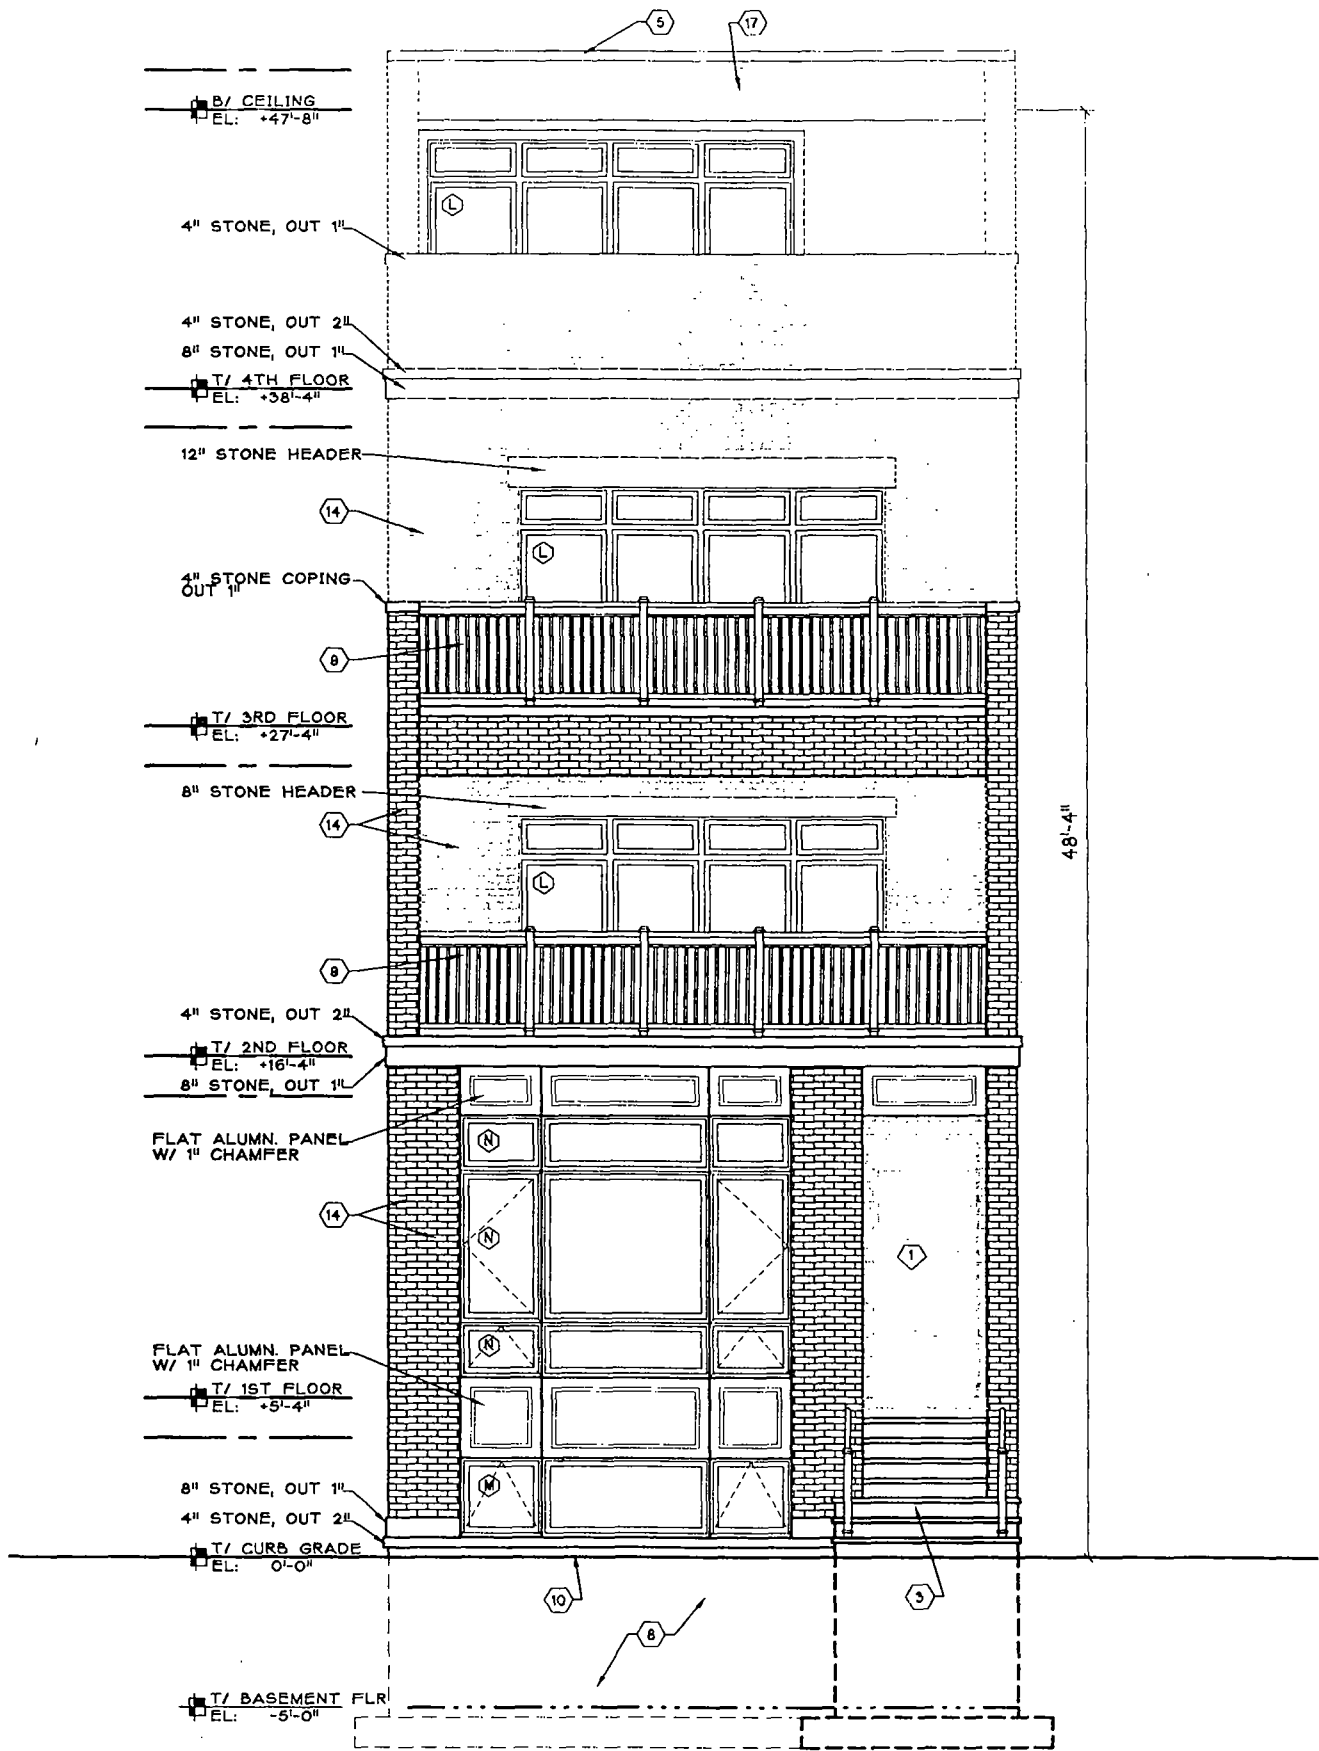 5
17
B/ CEILING
EL: +47'-8"
L
4" STONE, OUT 1"
4" STONE, OUT 2"
8" STONE, OUT 1"
T/ 4TH FLOOR
EL: +38'-4"
12" STONE HEADER
14
L
4" STONE COPING
OUT 1"
9
T/ 3RD FLOOR
EL: +27'-4"
8" STONE HEADER
14
48'-4"
L
9
4" STONE, OUT 2"
T/ 2ND FLOOR
EL: +16'-4"
8" STONE, OUT 1"
FLAT ALUMN. PANEL
W/ 1" CHAMFER
N
14
N
1
FLAT ALUMN. PANEL
W/ 1" CHAMFER
N
T/ 1ST FLOOR
EL: +5'-4"
8" STONE, OUT 1"
M
4" STONE, OUT 2"
T/ CURB GRADE
EL: 0'-0"
10
3
8
T/ BASEMENT FLR
EL: -5'-0"